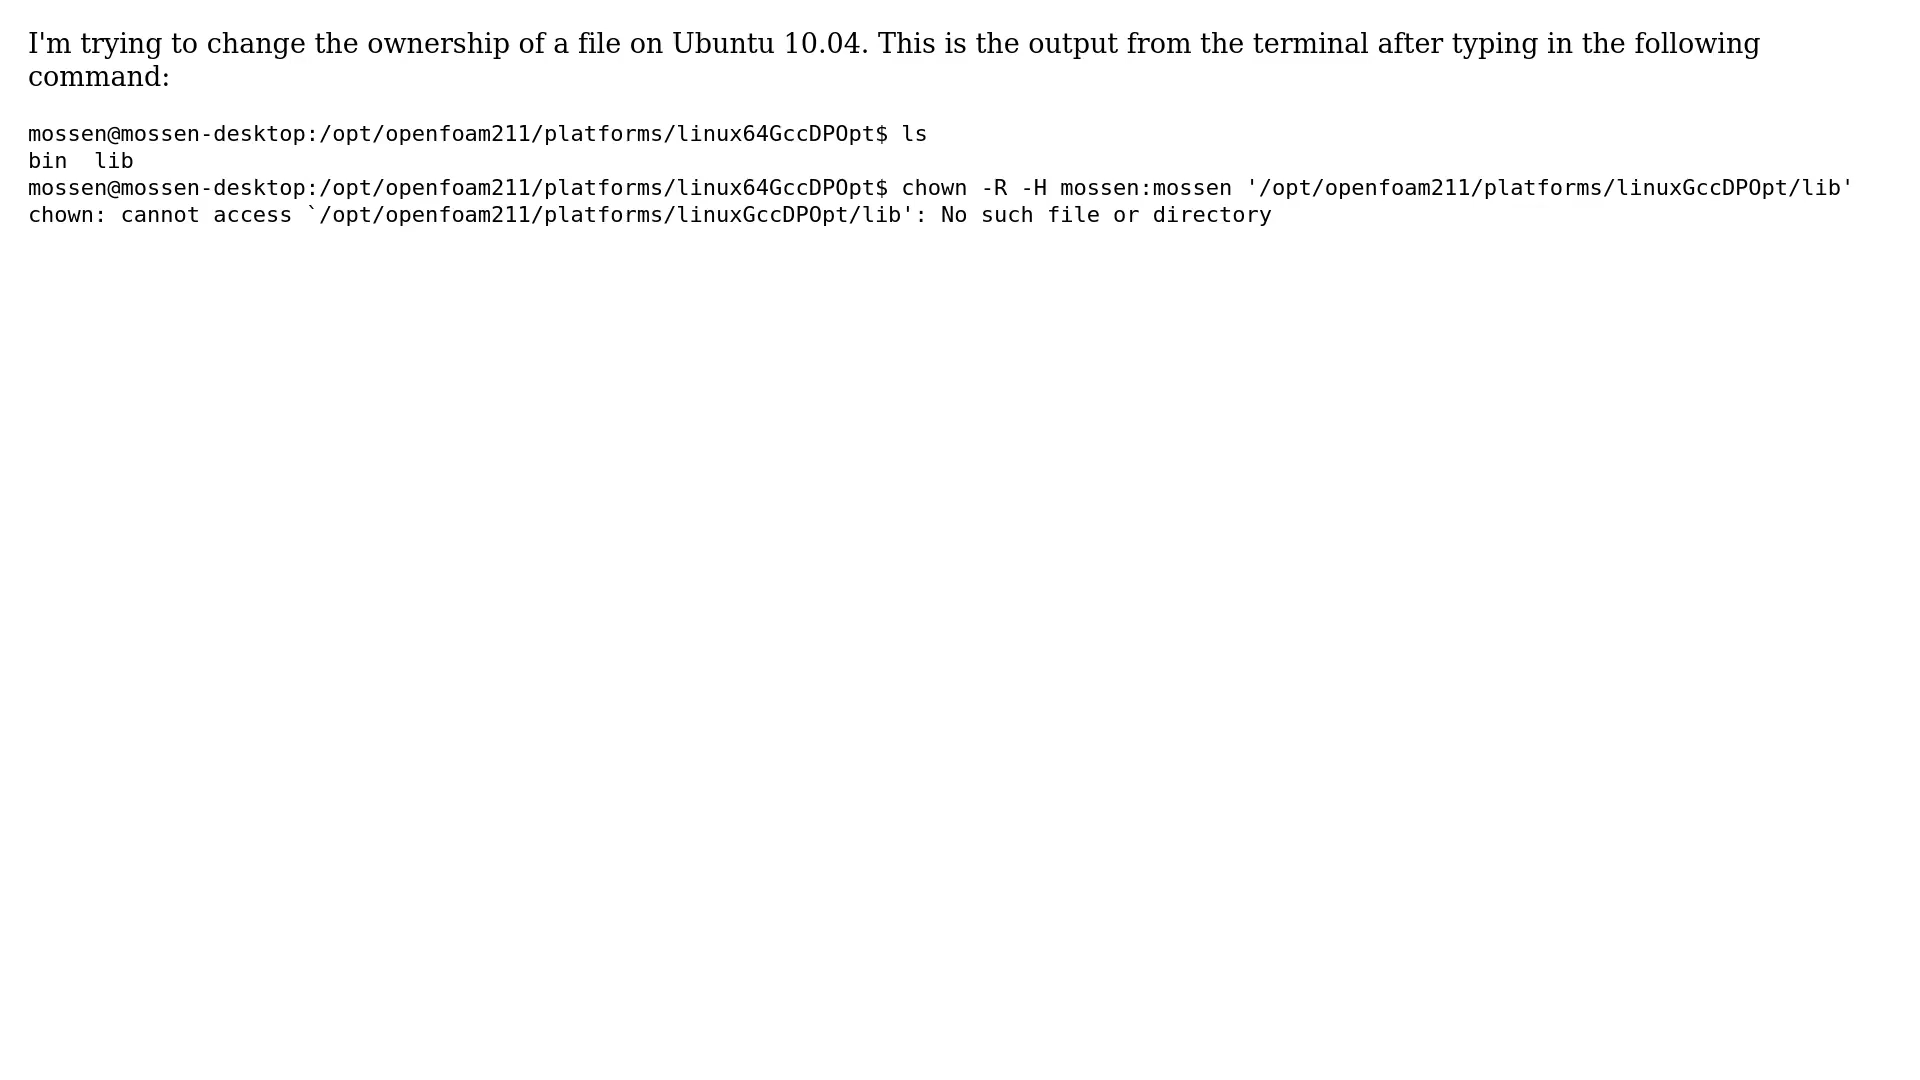 I'm trying to change the ownership of a file on Ubuntu 10.04. This is the output from the terminal after typing in the following
command:
mossen@mossen-desktop:/opt/openfoam211/platforms/linux64GccDPOpt$ ls
bin  lib
mossen@mossen-desktop:/opt/openfoam211/platforms/linux64GccDPOpt$ chown -R -H mossen:mossen '/opt/openfoam211/platforms/linuxGccDPOpt/lib'
chown: cannot access `/opt/openfoam211/platforms/linuxGccDPOpt/lib': No such file or directory